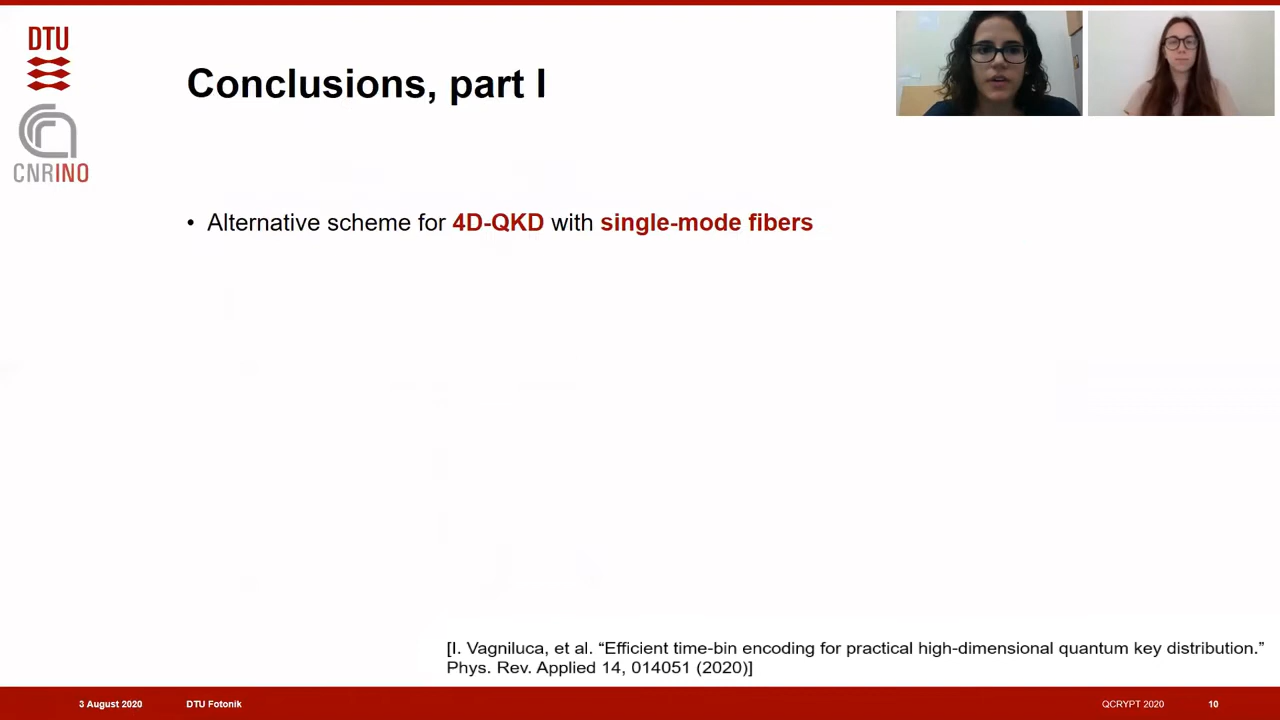 DTU
CNRINO
Conclusions, part I
• Alternative scheme for 4D-QKD with single-mode fibers
[I. Vagniluca, et al. “Efficient time-bin encoding for practical high-dimensional quantum key distribution.”
Phys. Rev. Applied 14, 014051 (2020)]
3 August 2020 DTU Fotonik QCRYPT 2020 10